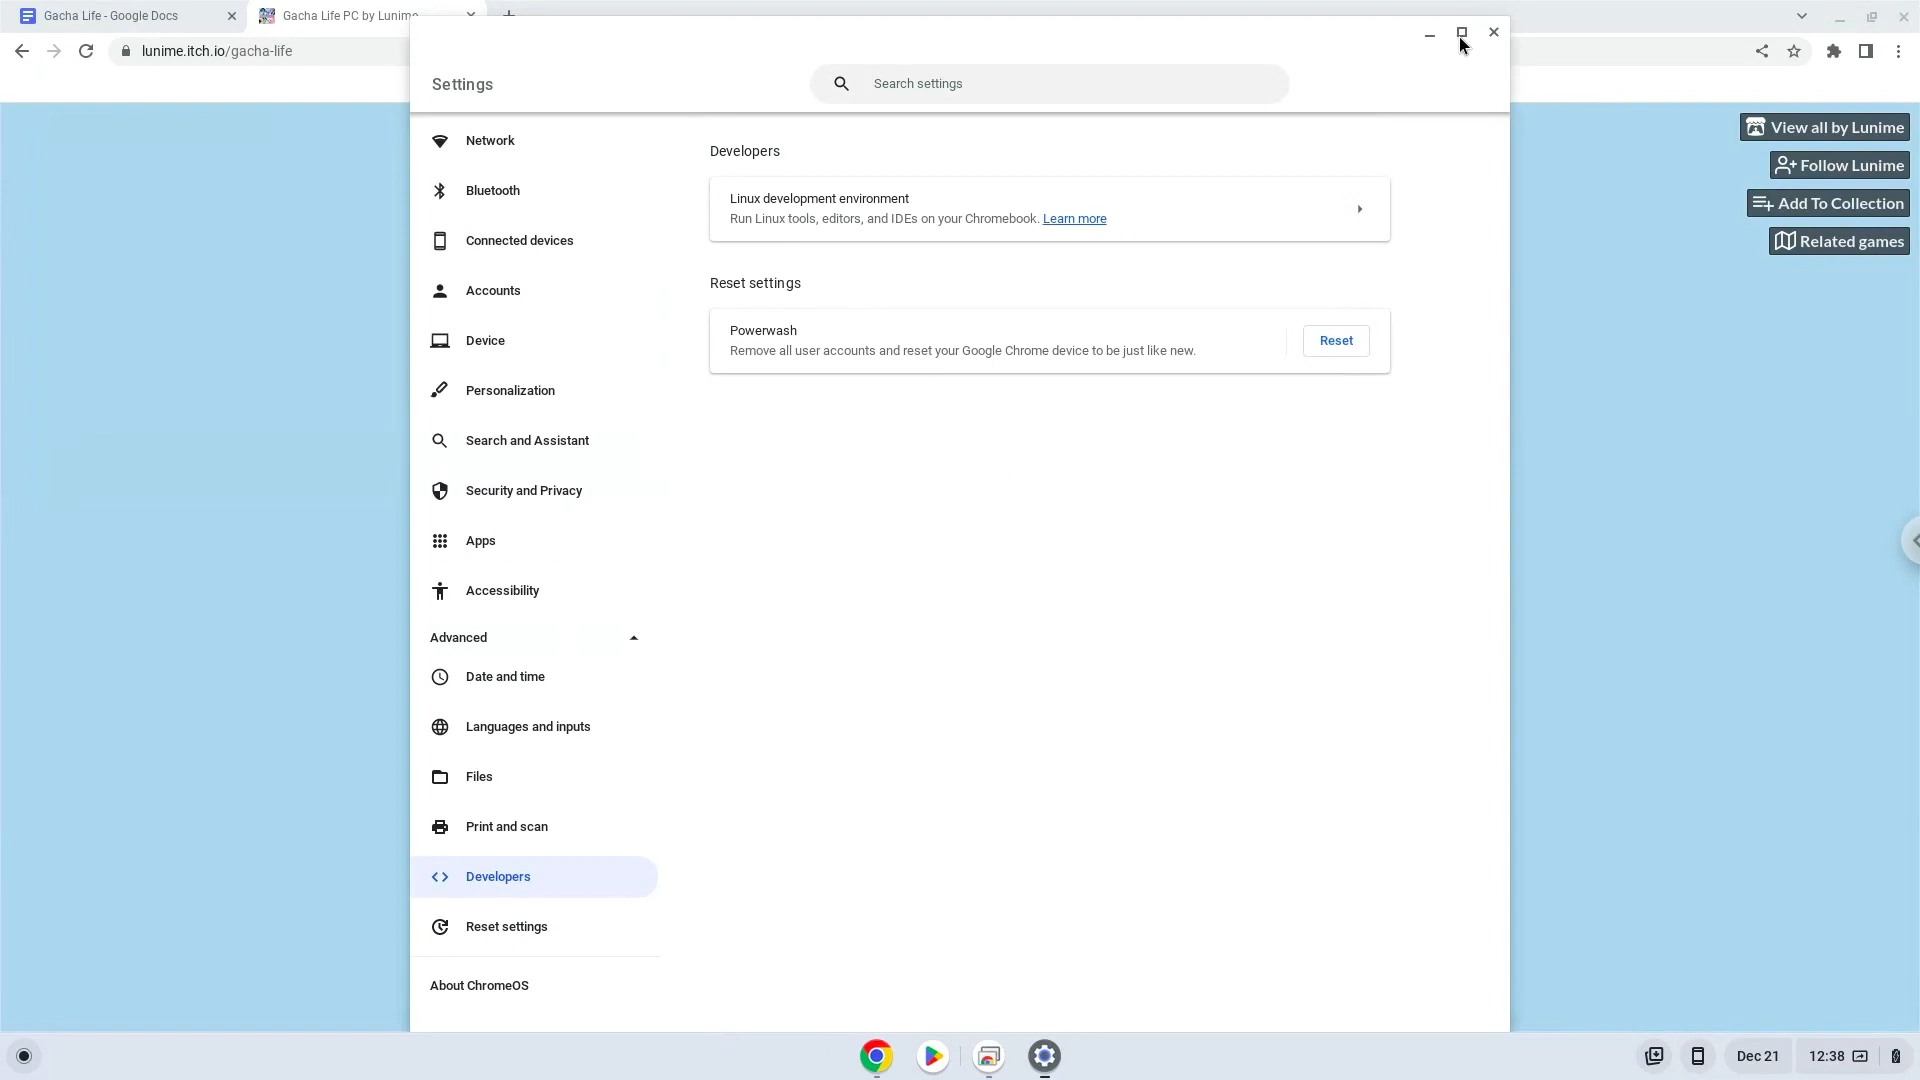 Gacha Life - Google Docs
Gacha Life PC by Lunime
lunime.itch.io/gacha-life
Settings
Search settings
View all by Lunime
Follow Lunime
Add To Collection
Related games
Network
Bluetooth
Connected devices
Accounts
Device
Personalization
Search and Assistant
Security and Privacy
Apps
Accessibility
Advanced
Date and time
Languages and inputs
Files
Print and scan
Developers
Reset settings
About ChromeOS
Developers
Linux development environment
Run Linux tools, editors, and IDEs on your Chromebook. Learn more
Reset settings
Powerwash
Remove all user accounts and reset your Google Chrome device to be just like new.
Reset
Dec 21
12:38